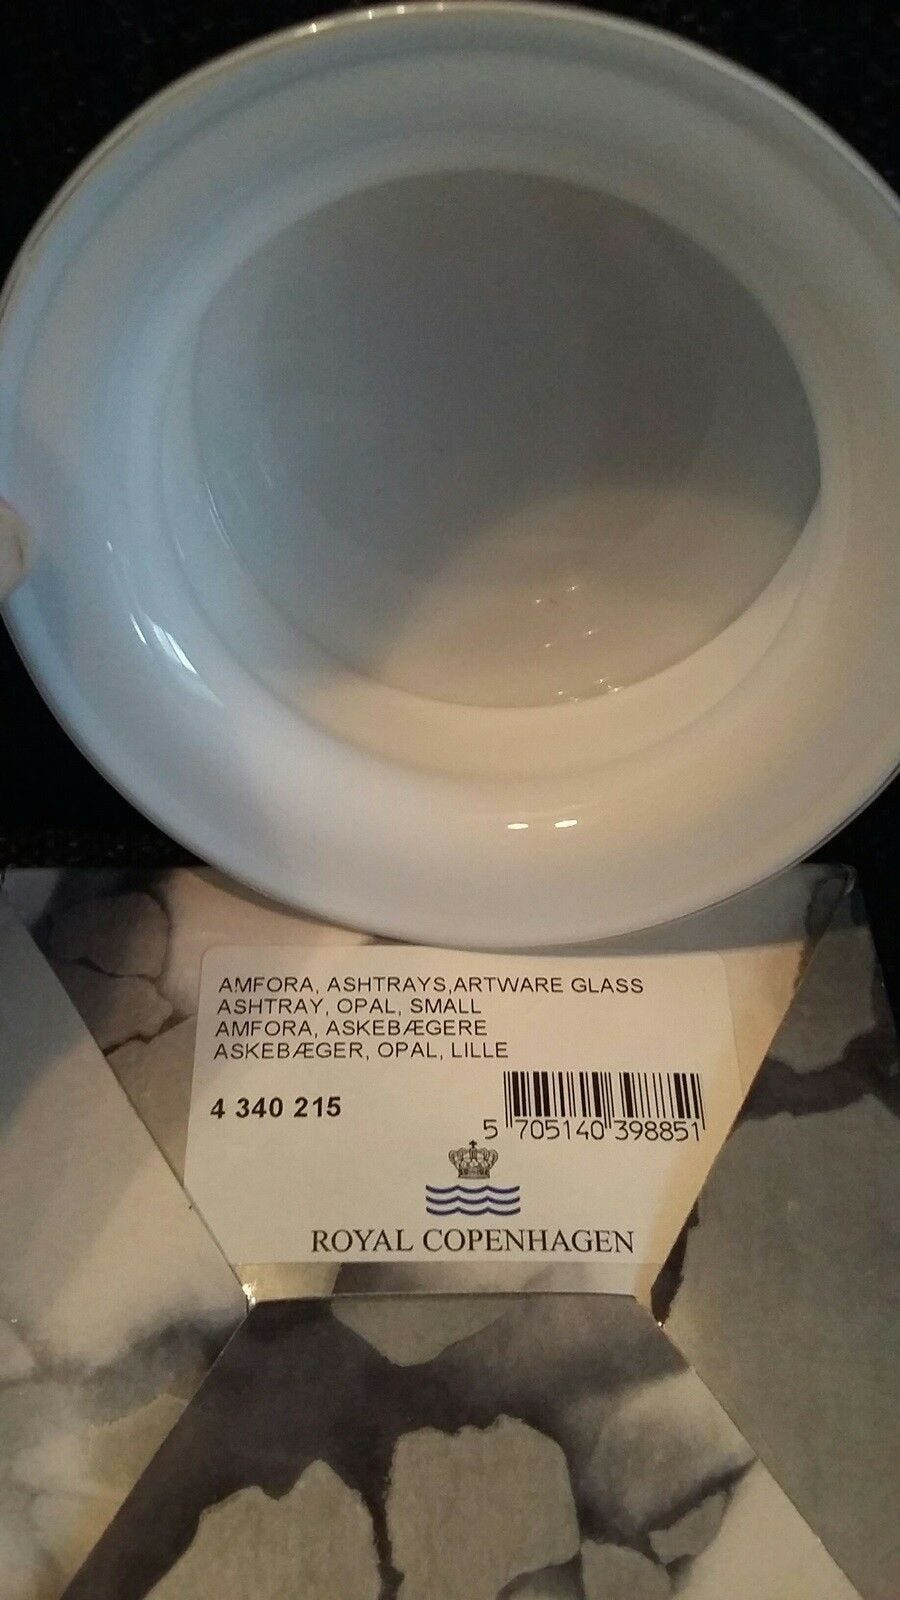 AMFORA, ASHTRAYS,ARTWARE GLASS
ASHTRAY, OPAL, SMALL
AMFORA, ASKEBÆGERE
ASKEBÆGER, OPAL, LILLE
4 340 215
5 705140 398851
ROYAL COPENHAGEN